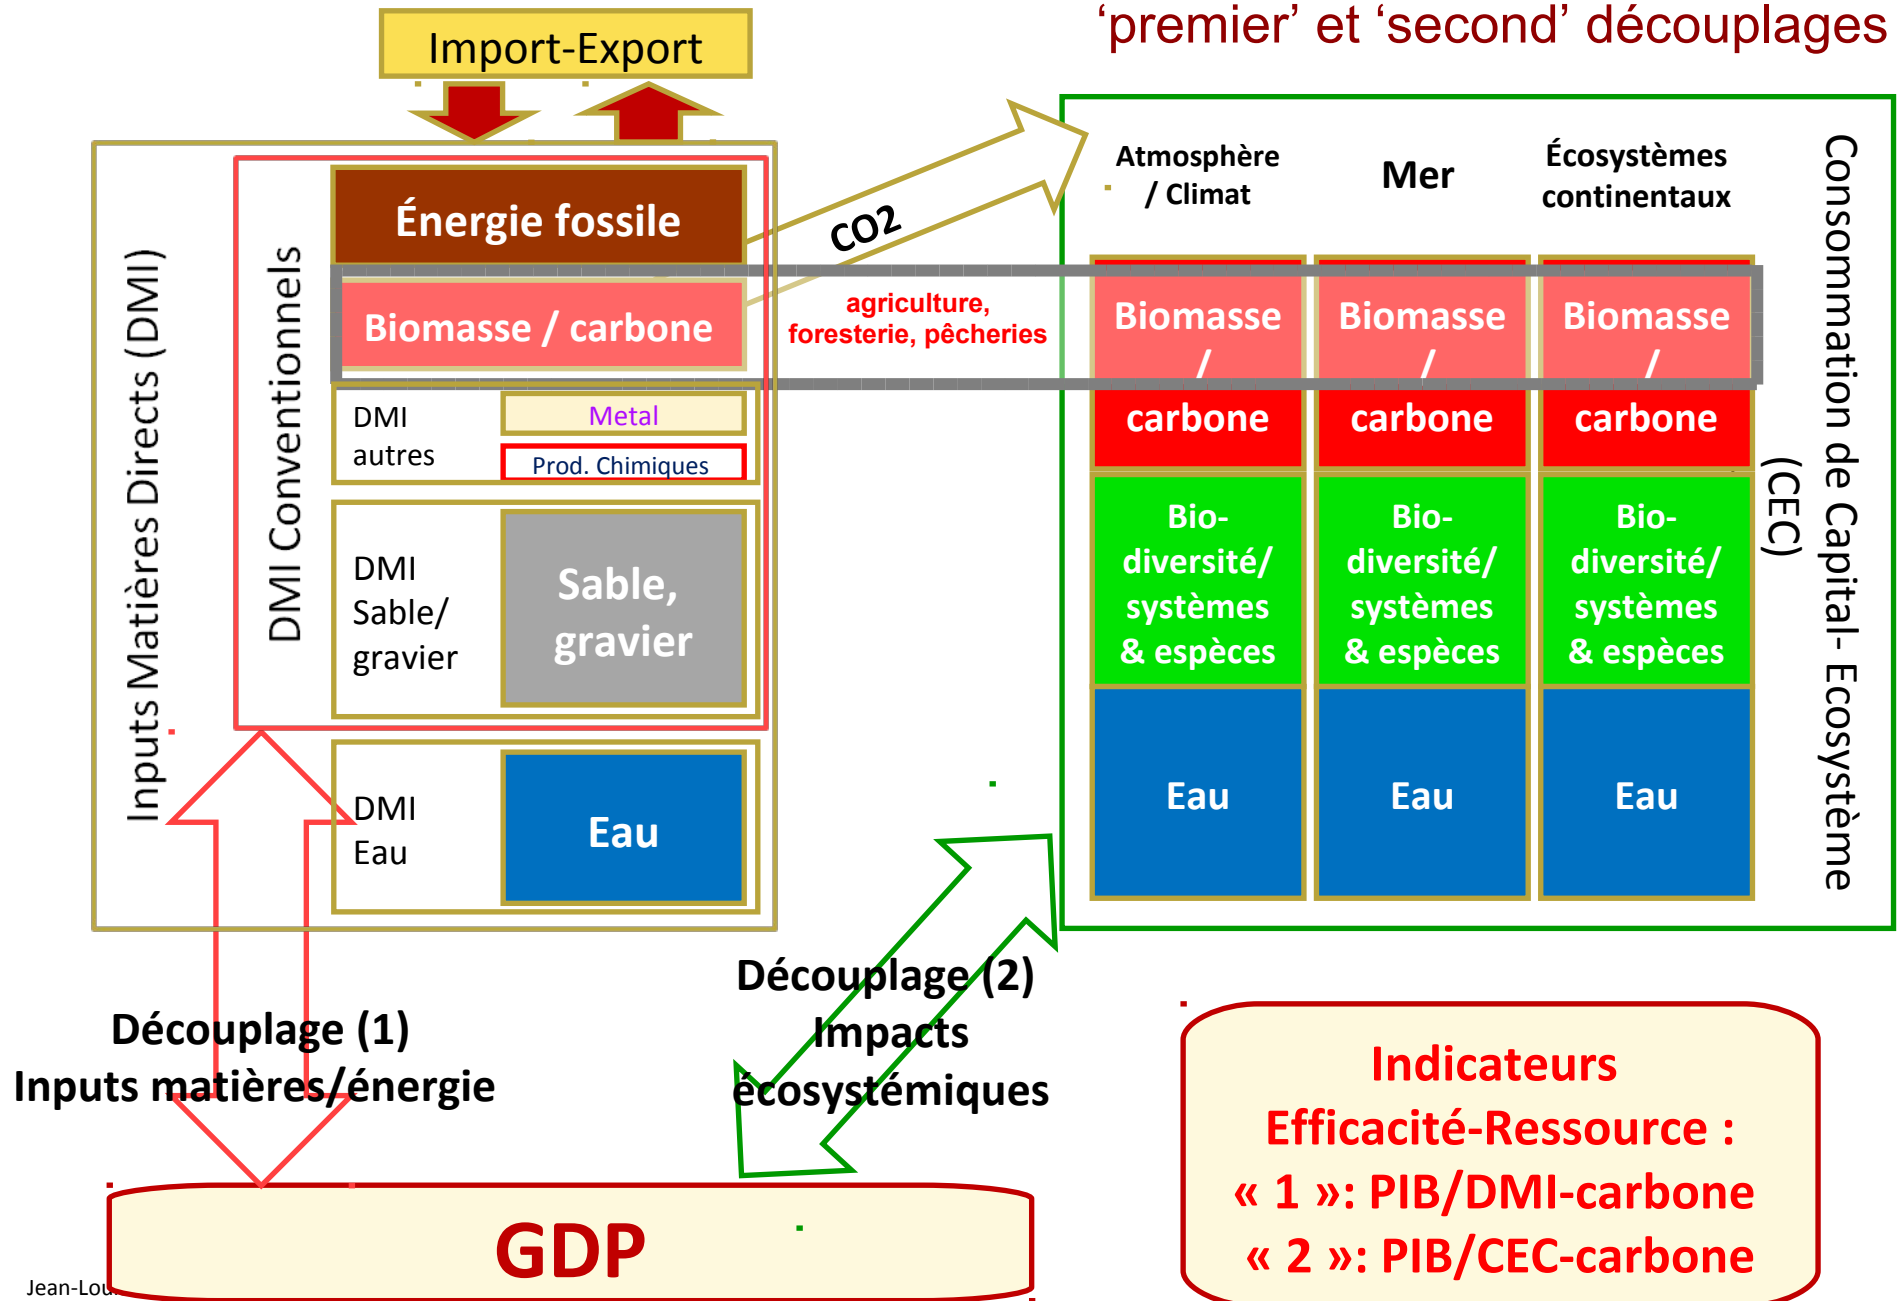 ‘premier’ et ‘second’ découplages
Import-Export
Inputs Matières Directs (DMI)
DMI Conventionnels
Énergie fossile
Biomasse / carbone
DMI
autres
Metal
Prod. Chimiques
DMI
Sable/
gravier
Sable,
gravier
DMI
Eau
Eau
CO2
agriculture,
foresterie, pêcheries
Atmosphère
/ Climat
Mer
Écosystèmes
continentaux
Biomasse
/
carbone
Biomasse
/
carbone
Biomasse
/
carbone
Bio-
diversité/
systèmes
& espèces
Bio-
diversité/
systèmes
& espèces
Bio-
diversité/
systèmes
& espèces
Eau
Eau
Eau
Consommation de Capital- Ecosystème
(CEC)
Découplage (1)
Inputs matières/énergie
Découplage (2)
Impacts
écosystémiques
GDP
Indicateurs
Efficacité-Ressource :
« 1 »: PIB/DMI-carbone
« 2 »: PIB/CEC-carbone